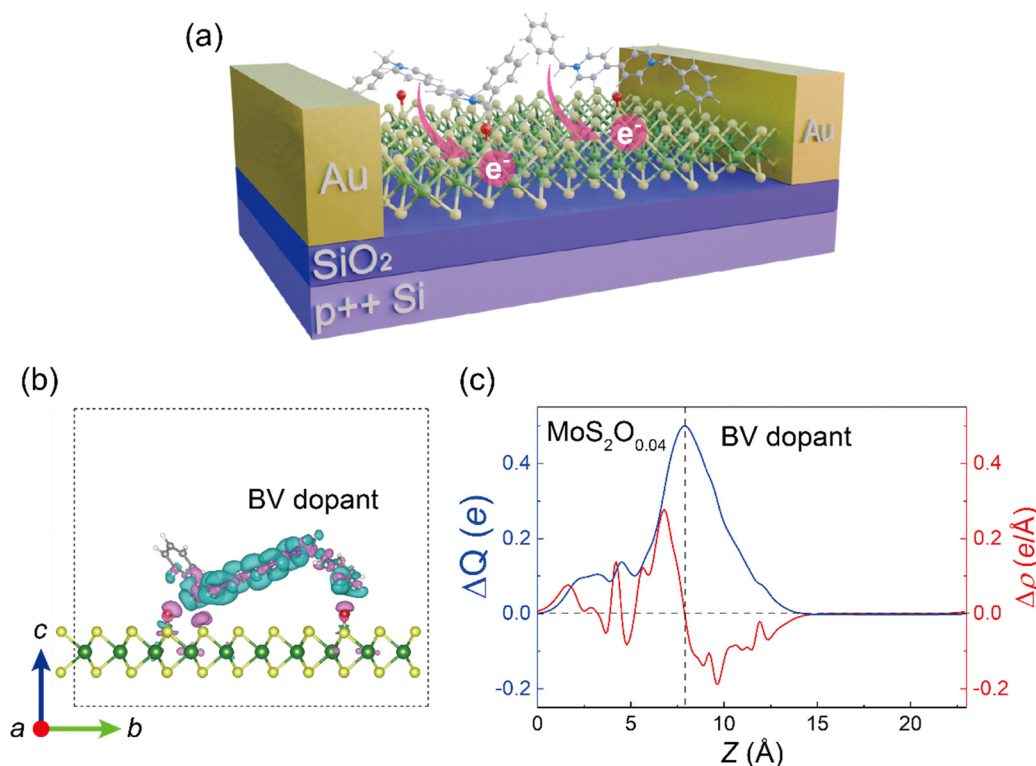 (a)
Au
Au
e⁻
e⁻
SiO₂
p++ Si
(b)
BV dopant
c
a
b
(c)
MoS₂O₀.₀₄
BV dopant
ΔQ (e)
0.4
0.2
0.0
-0.2
0.4
0.2
0.0
-0.2
Δρ (e/Å)
0
5
10
15
20
Z (Å)